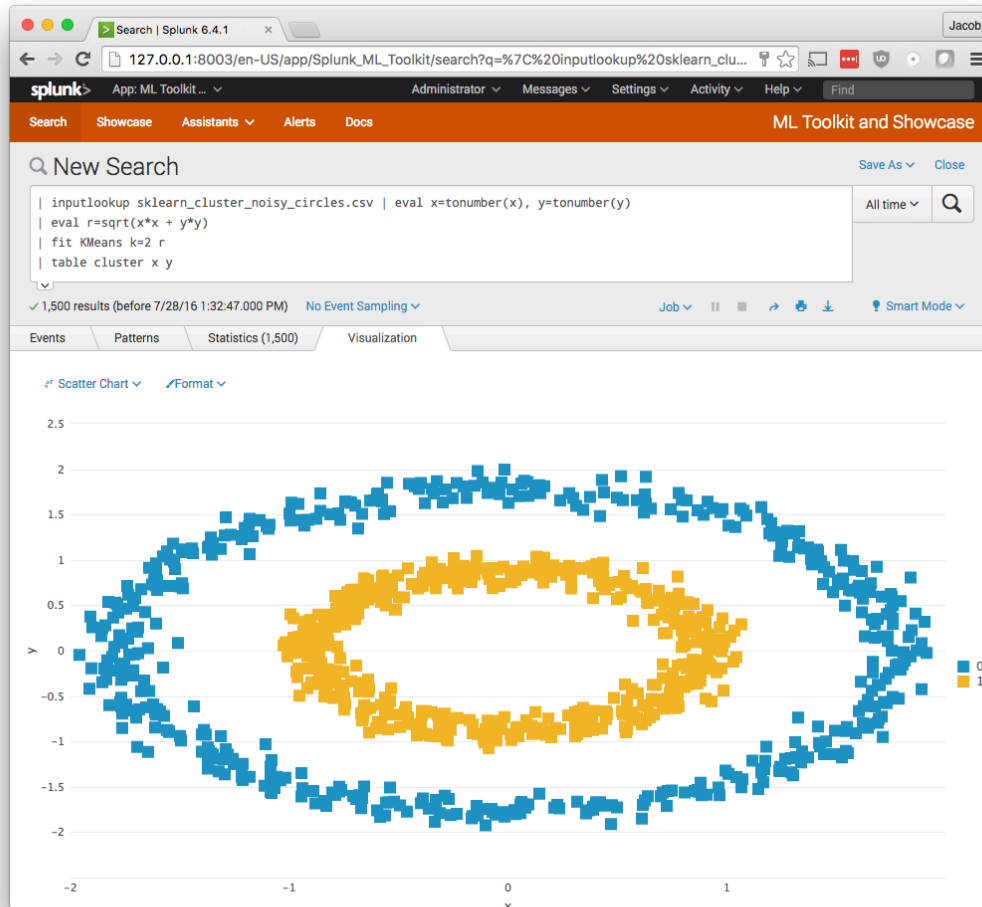 Search | Splunk 6.4.1
Jacob
127.0.0.1:8003/en-US/app/Splunk_ML_Toolkit/search?q=%7C%20inputlookup%20sklearn_clu...
splunk> App: ML Toolkit ... Administrator Messages Settings Activity Help Find
Search Showcase Assistants Alerts Docs ML Toolkit and Showcase
New Search Save As Close
| inputlookup sklearn_cluster_noisy_circles.csv | eval x=tonumber(x), y=tonumber(y)
| eval r=sqrt(x*x + y*y)
| fit KMeans k=2 r
| table cluster x y
All time
1,500 results (before 7/28/16 1:32:47.000 PM) No Event Sampling Job Smart Mode
Events Patterns Statistics (1,500) Visualization
Scatter Chart Format
2.5
2
1.5
1
0.5
0
-0.5
-1
-1.5
-2
y
0
1
-2 -1 0 1
x